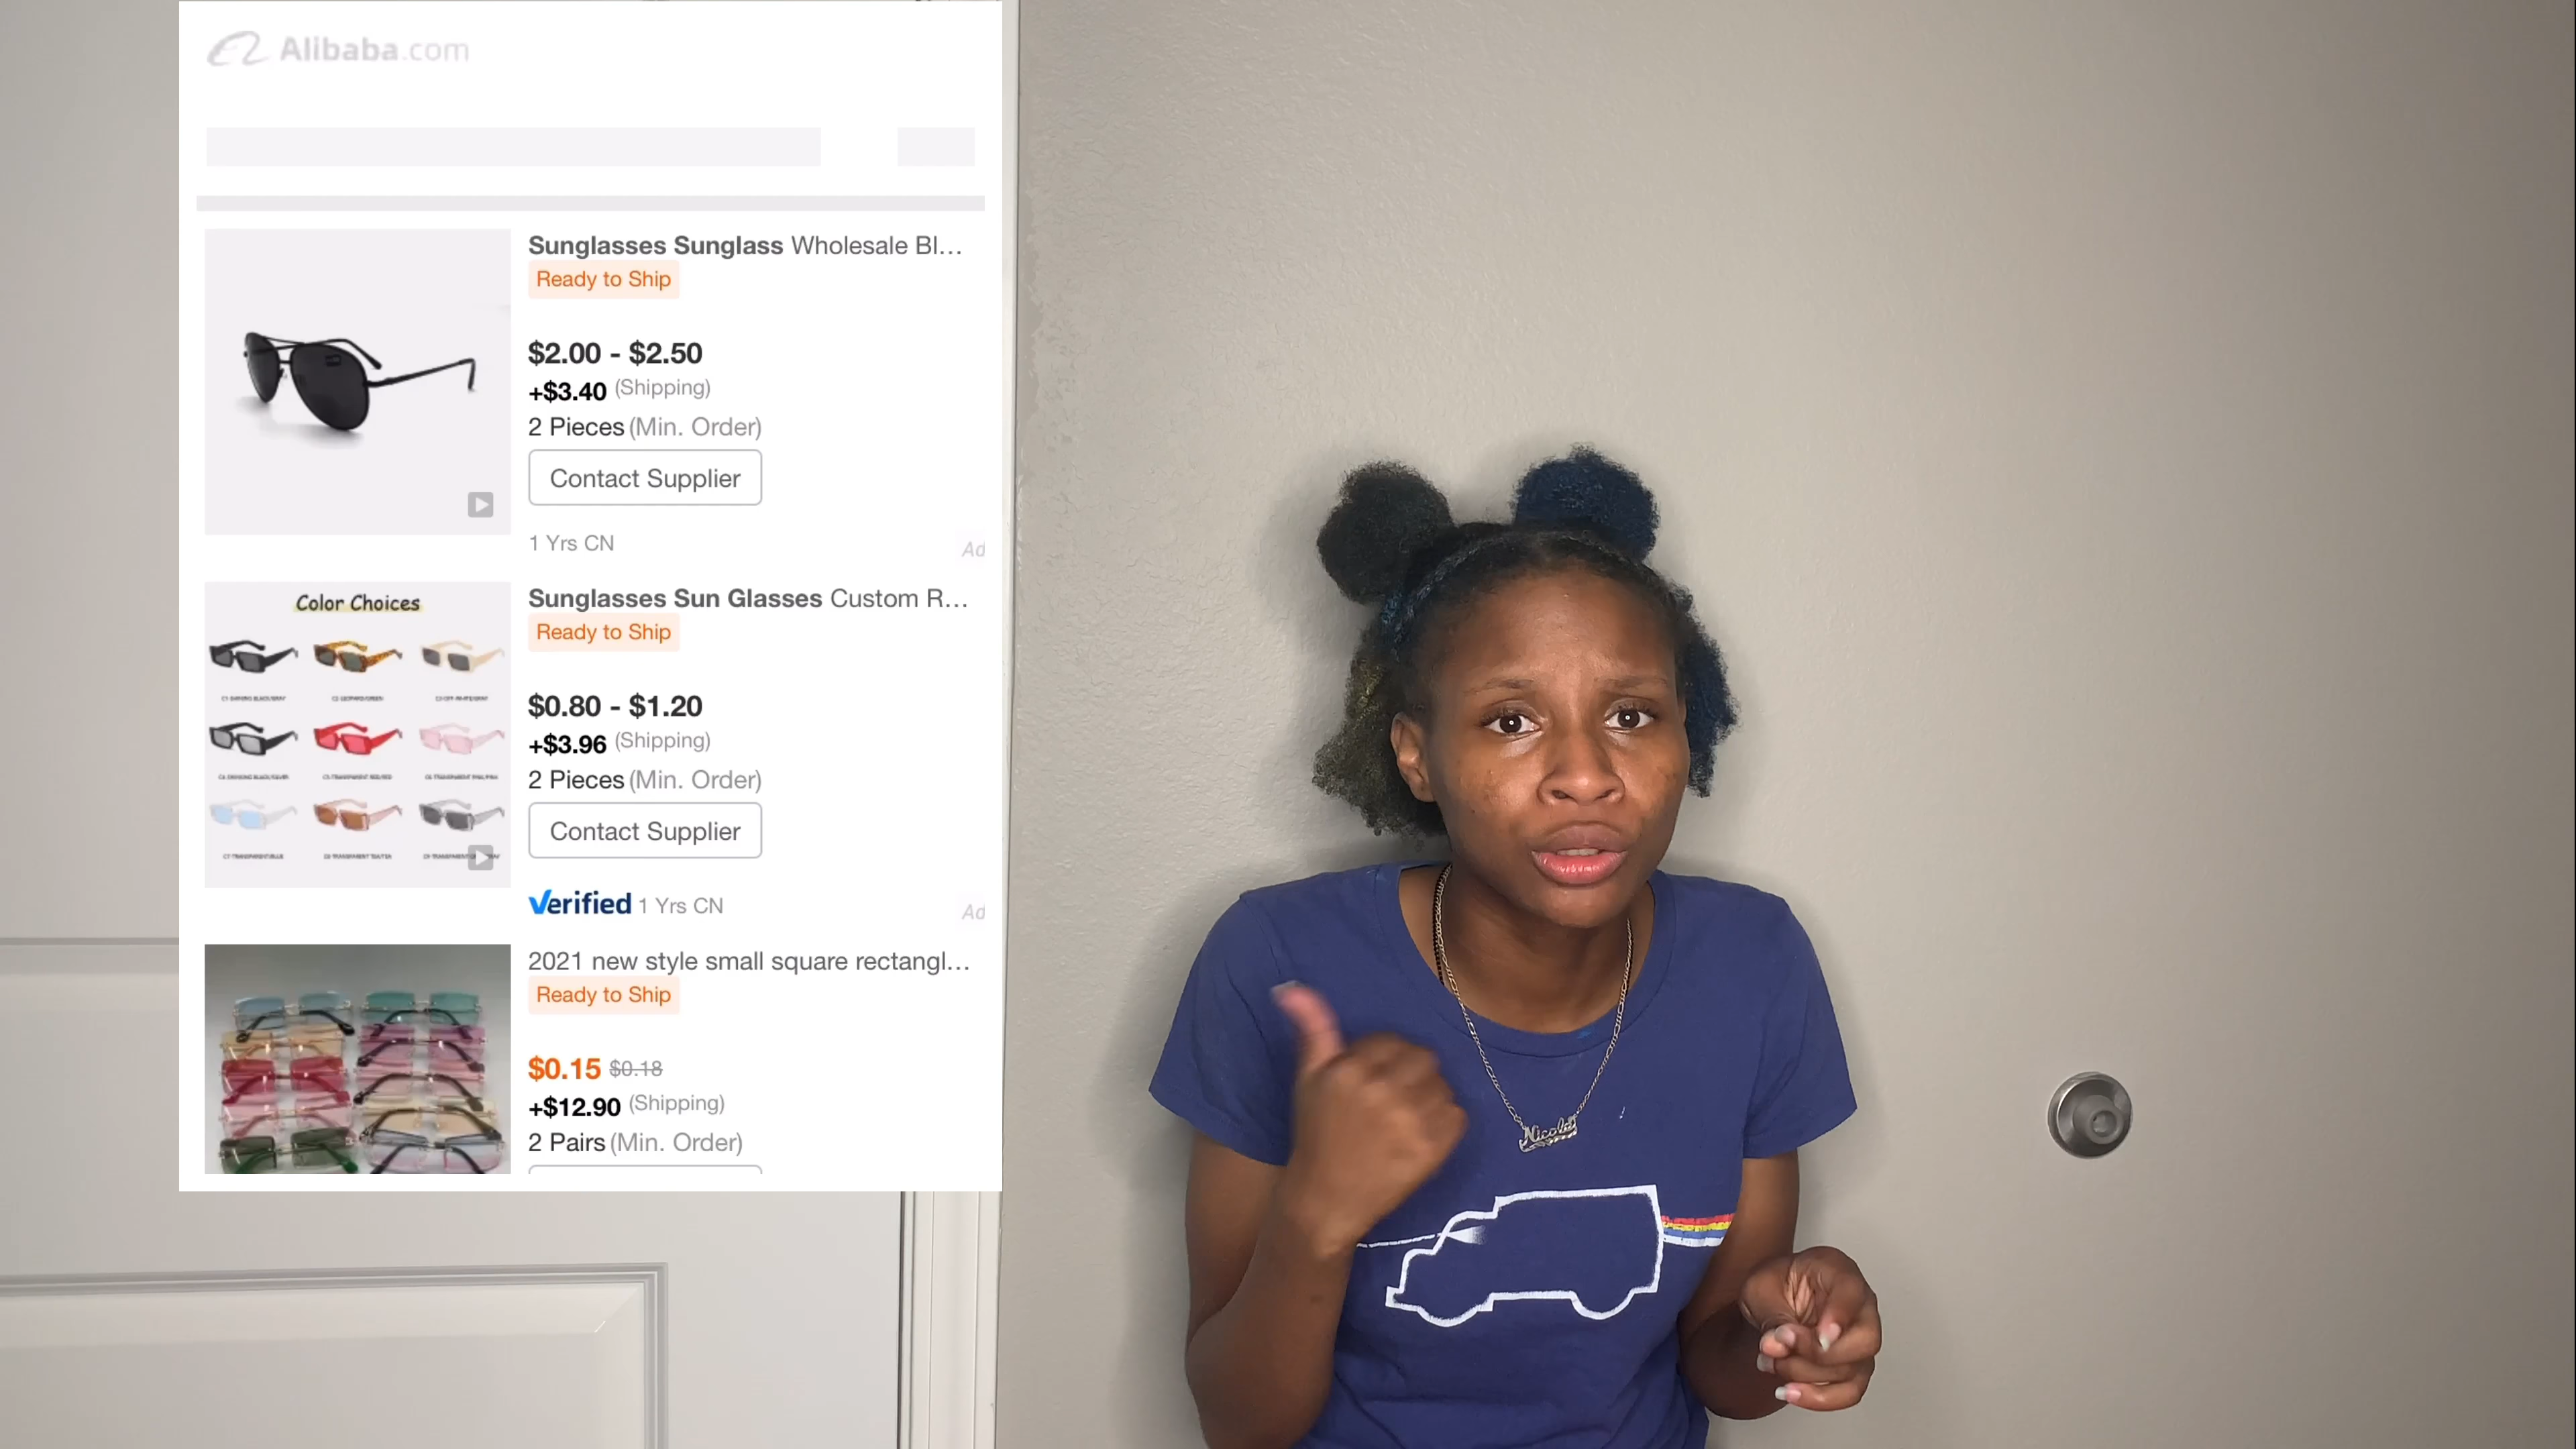 Alibaba.com
Sunglasses Sunglass Wholesale Bl...
Ready to Ship
$2.00 - $2.50
+$3.40 (Shipping)
2 Pieces (Min. Order)
Contact Supplier
1 Yrs CN
Ad
Color Choices
Sunglasses Sun Glasses Custom R...
Ready to Ship
$0.80 - $1.20
+$3.96 (Shipping)
2 Pieces (Min. Order)
Contact Supplier
Verified 1 Yrs CN
Ad
2021 new style small square rectangl...
Ready to Ship
$0.15 $0.18
+$12.90 (Shipping)
2 Pairs (Min. Order)